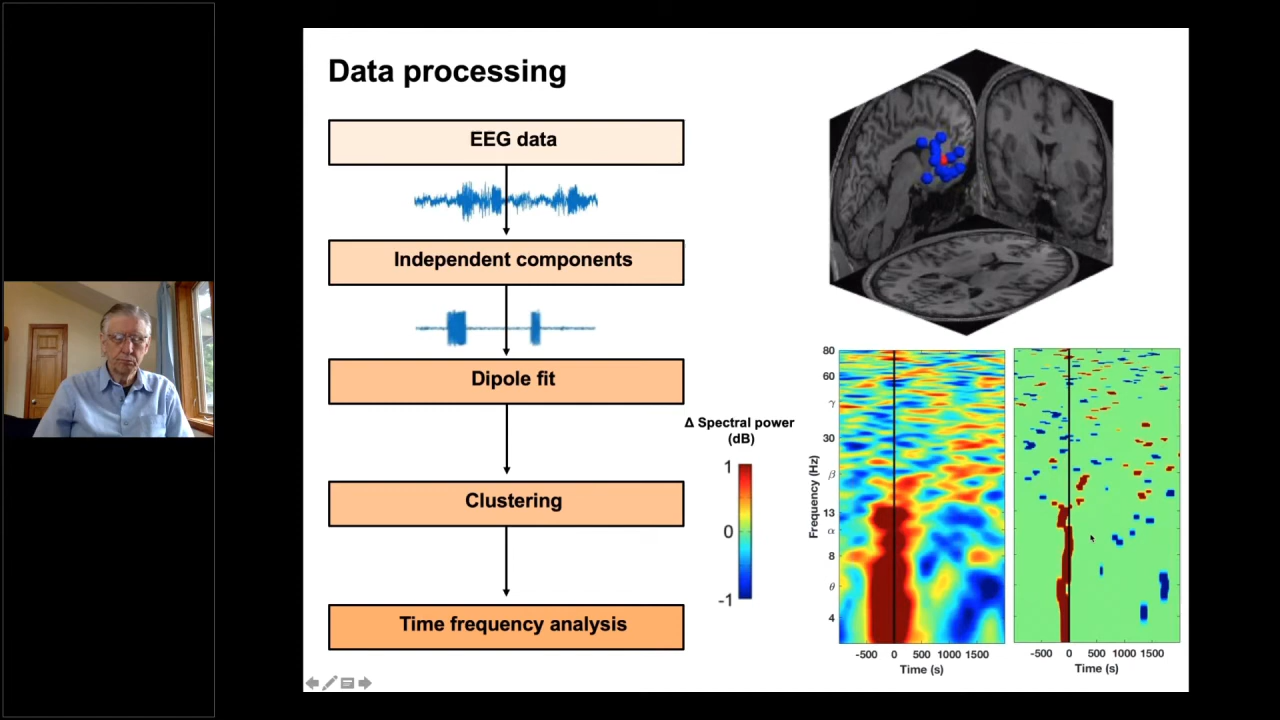 Data processing
EEG data
Independent components
Dipole fit
Clustering
Time frequency analysis
Δ Spectral power
(dB)
1
0
-1
Frequency (Hz)
80
60
γ
30
β
13
α
8
θ
4
-500 0 500 1000 1500
Time (s)
-500 0 500 1000 1500
Time (s)